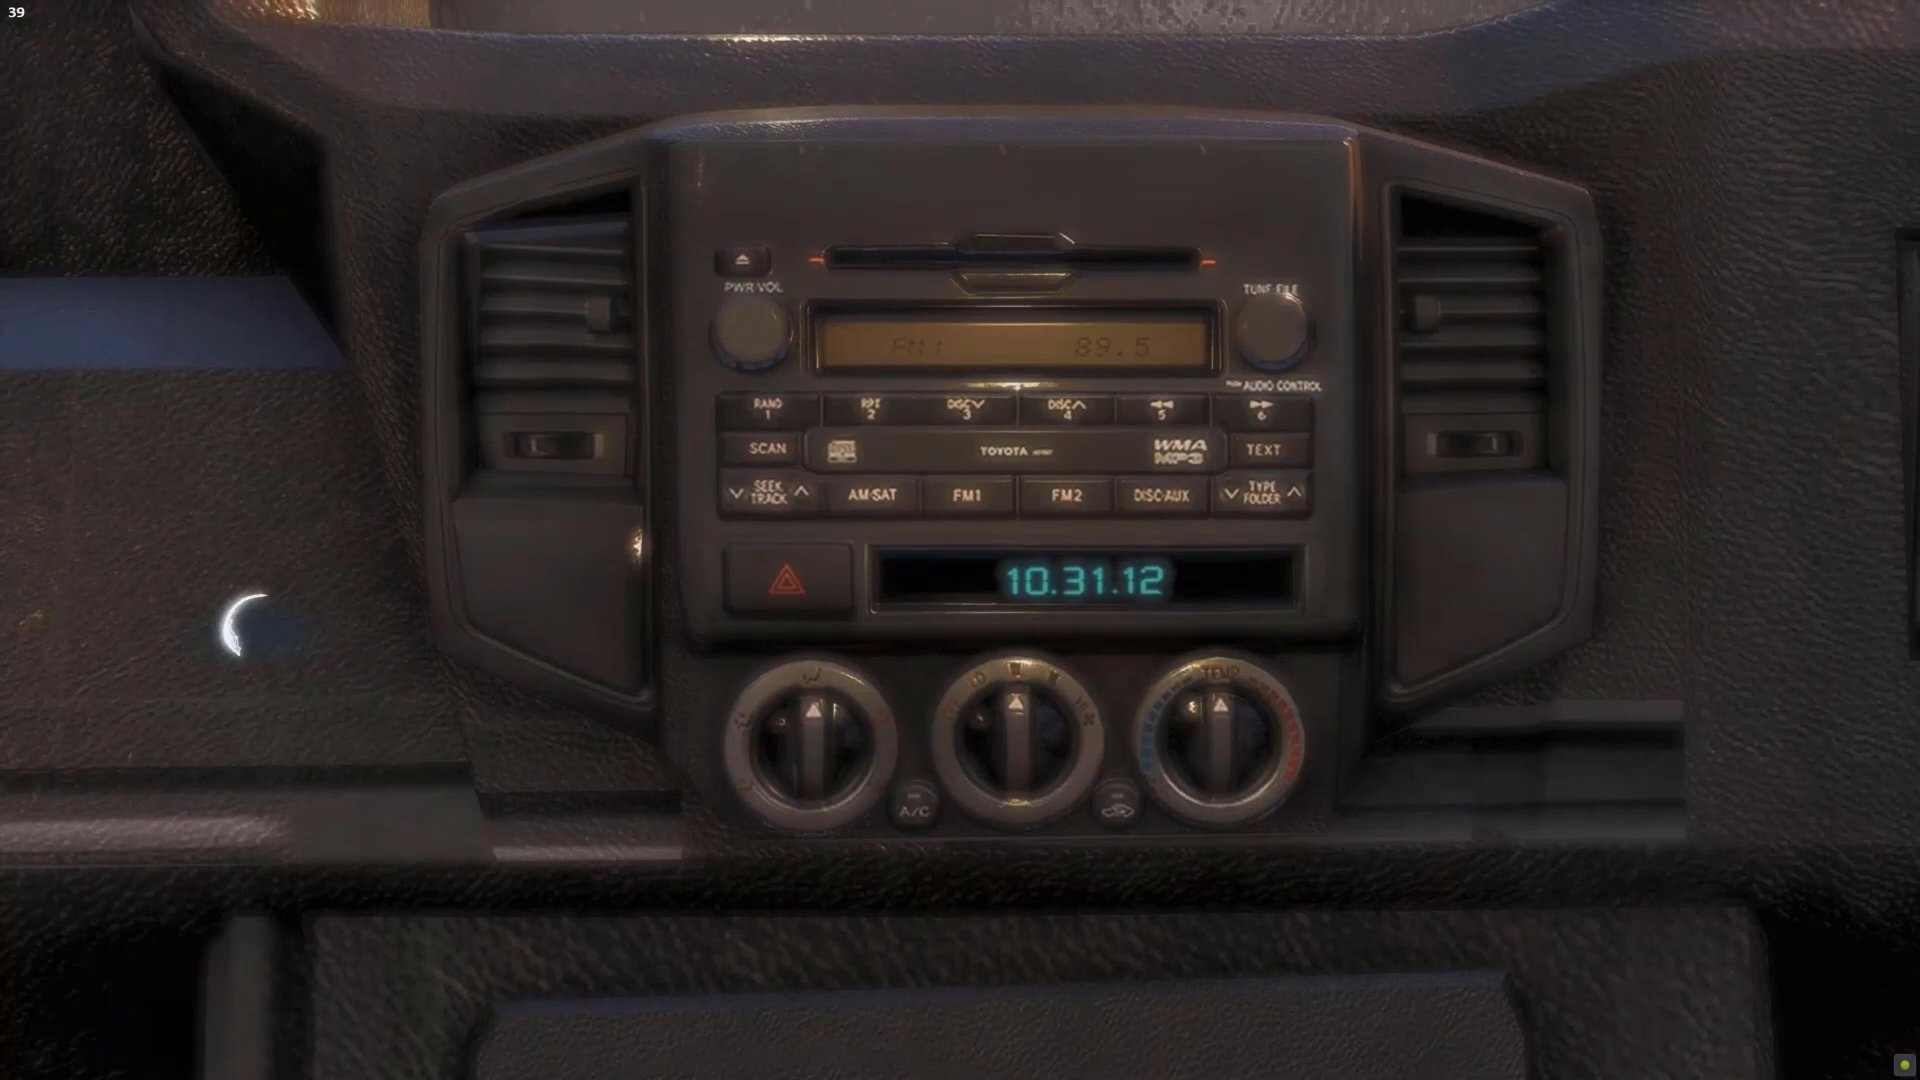 39
PWR·VOL
TUNE·FILE
FM1 89.5
PUSH AUDIO CONTROL
RAND 1
RPT 2
DISC 3
DISC 4
5
6
SCAN
TOYOTA
WMA
MP3
TEXT
SEEK
TRACK
AM·SAT
FM1
FM2
DISC·AUX
TYPE
FOLDER
10.31.12
TEMP
A/C